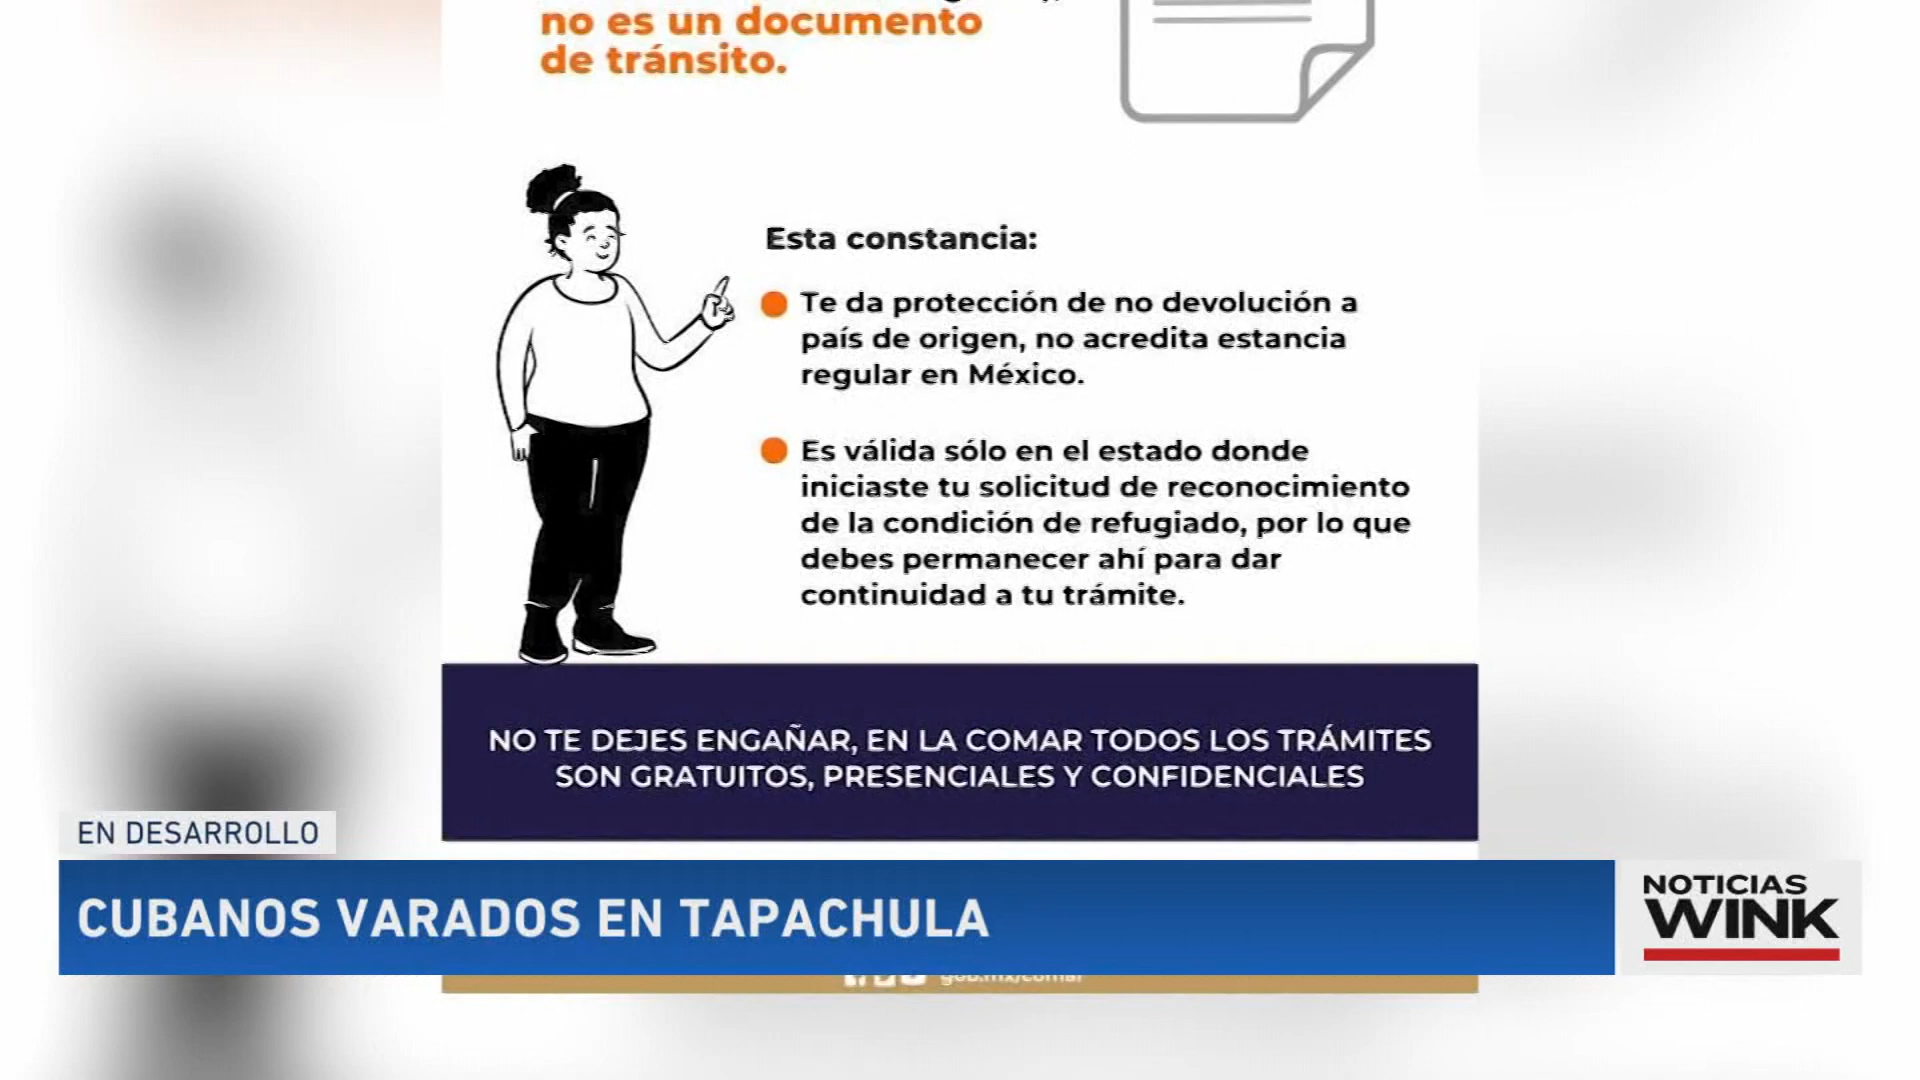 no es un documento
de tránsito.
Esta constancia:
Te da protección de no devolución a
país de origen, no acredita estancia
regular en México.
Es válida sólo en el estado donde
iniciaste tu solicitud de reconocimiento
de la condición de refugiado, por lo que
debes permanecer ahí para dar
continuidad a tu trámite.
NO TE DEJES ENGAÑAR, EN LA COMAR TODOS LOS TRÁMITES
SON GRATUITOS, PRESENCIALES Y CONFIDENCIALES
EN DESARROLLO
CUBANOS VARADOS EN TAPACHULA
NOTICIAS
WINK
gob.mx/comar